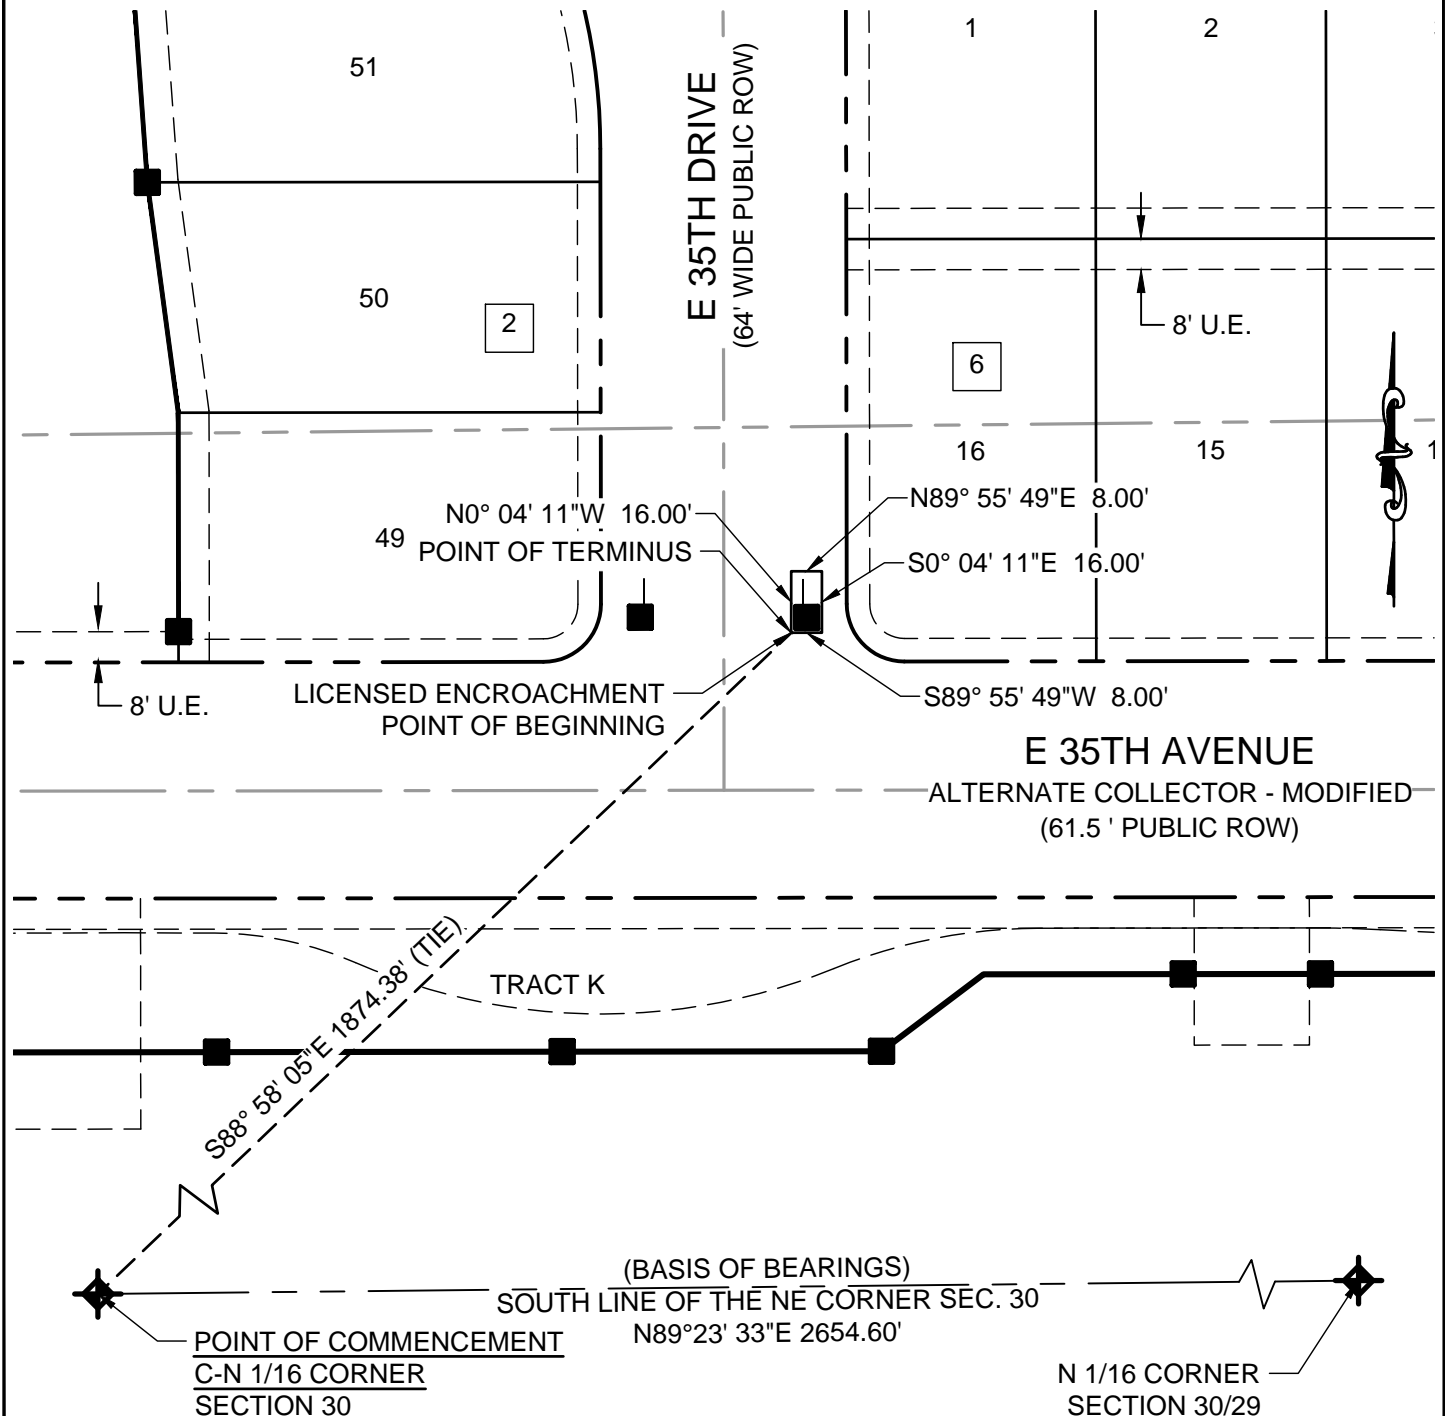 51
E 35TH DRIVE
(64' WIDE PUBLIC ROW)
1
2
50
2
8' U.E.
6
16
15
1
N0° 04' 11"W 16.00'
49
POINT OF TERMINUS
N89° 55' 49"E 8.00'
S0° 04' 11"E 16.00'
8' U.E.
LICENSED ENCROACHMENT
POINT OF BEGINNING
S89° 55' 49"W 8.00'
E 35TH AVENUE
ALTERNATE COLLECTOR - MODIFIED
(61.5 ' PUBLIC ROW)
S88° 58' 05"E 1874.38' (TIE)
TRACT K
(BASIS OF BEARINGS)
SOUTH LINE OF THE NE CORNER SEC. 30
N89°23' 33"E 2654.60'
POINT OF COMMENCEMENT
C-N 1/16 CORNER
SECTION 30
N 1/16 CORNER
SECTION 30/29